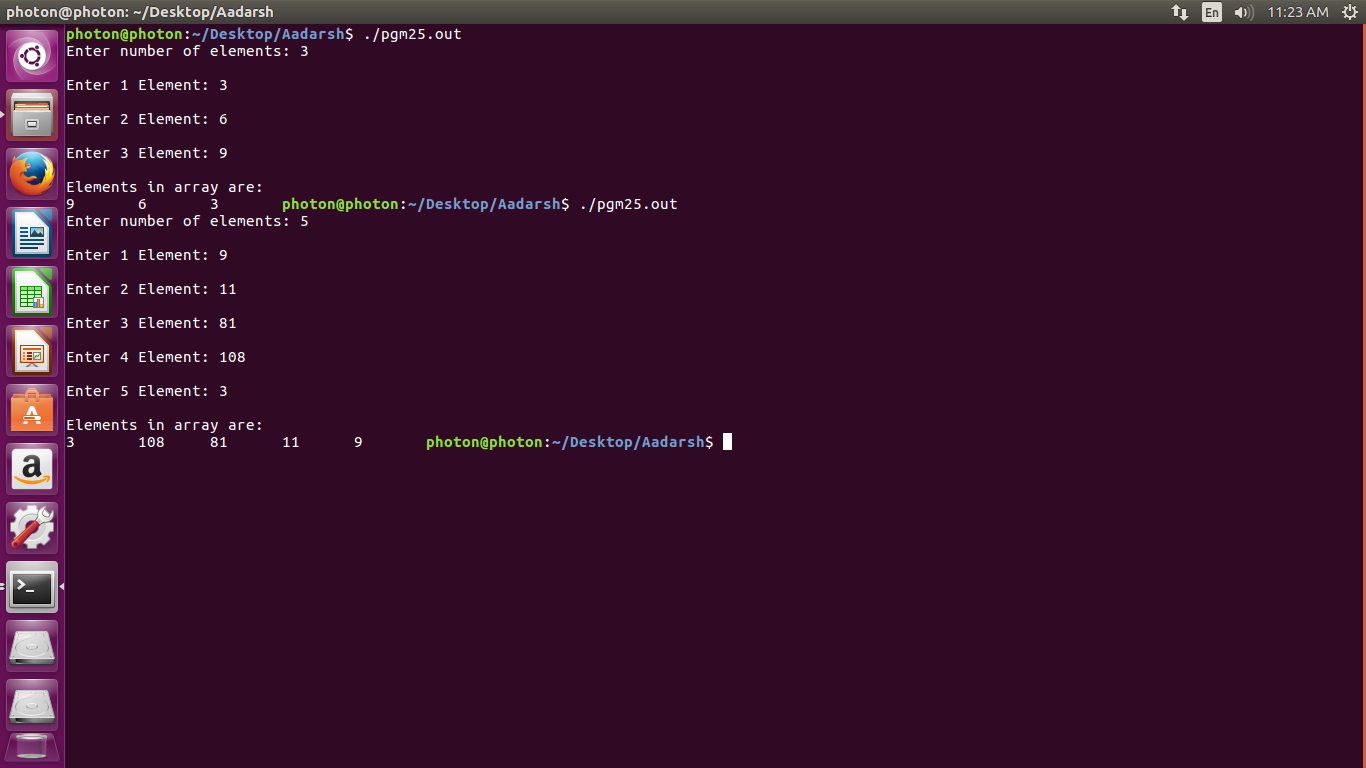 photon@photon: ~/Desktop/Aadarsh
En
11:23 AM
photon@photon:~/Desktop/Aadarsh$ ./pgm25.out
Enter number of elements: 3
Enter 1 Element: 3
Enter 2 Element: 6
Enter 3 Element: 9
Elements in array are:
9 6 3 photon@photon:~/Desktop/Aadarsh$ ./pgm25.out
Enter number of elements: 5
Enter 1 Element: 9
Enter 2 Element: 11
Enter 3 Element: 81
Enter 4 Element: 108
Enter 5 Element: 3
Elements in array are:
3 108 81 11 9 photon@photon:~/Desktop/Aadarsh$